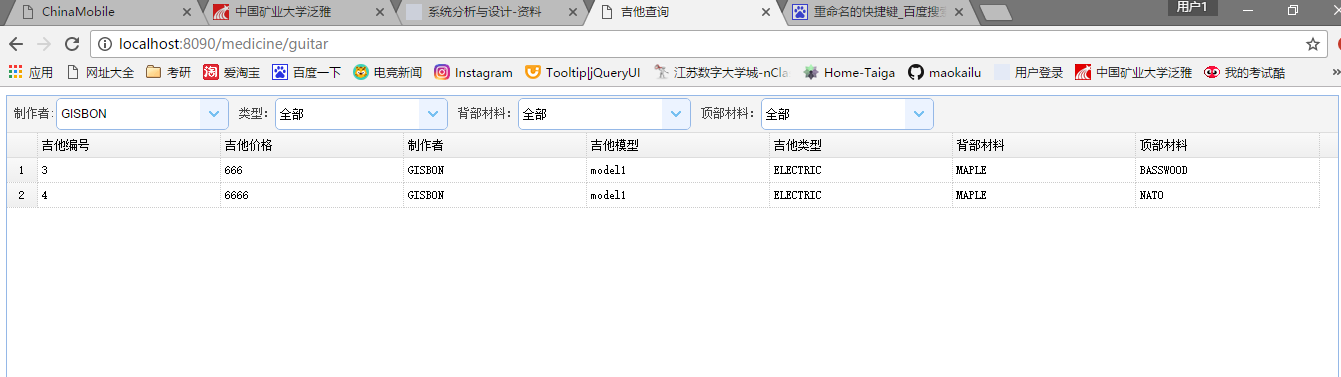 用户1
ChinaMobile 中国矿业大学泛雅 系统分析与设计-资料 吉他查询 重命名的快捷键_百度搜索
localhost:8090/medicine/guitar
应用 网址大全 考研 爱淘宝 百度一下 电竞新闻 Instagram Tooltip|jQueryUI 江苏数字大学城-nCla Home-Taiga maokailu 用户登录 中国矿业大学泛雅 我的考试酷 »
制作者: GISBON 类型: 全部 背部材料: 全部 顶部材料: 全部
吉他编号 吉他价格 制作者 吉他模型 吉他类型 背部材料 顶部材料
1 3 666 GISBON model1 ELECTRIC MAPLE BASSWOOD
2 4 6666 GISBON model1 ELECTRIC MAPLE NATO